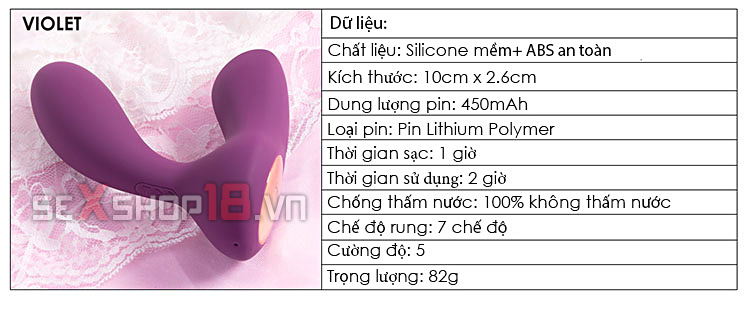 VIOLET
SEXSHOP18.VN
Dữ liệu:
Chất liệu: Silicone mềm+ ABS an toàn
Kích thước: 10cm x 2.6cm
Dung lượng pin: 450mAh
Loại pin: Pin Lithium Polymer
Thời gian sạc: 1 giờ
Thời gian sử dụng: 2 giờ
Chống thấm nước: 100% không thấm nước
Chế độ rung: 7 chế độ
Cường độ: 5
Trọng lượng: 82g